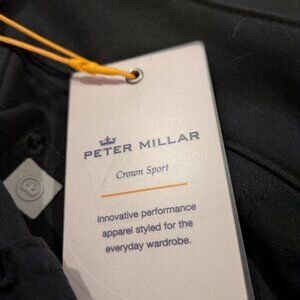 PETER MILLAR
Crown Sport
innovative performance
apparel styled for the
everyday wardrobe.